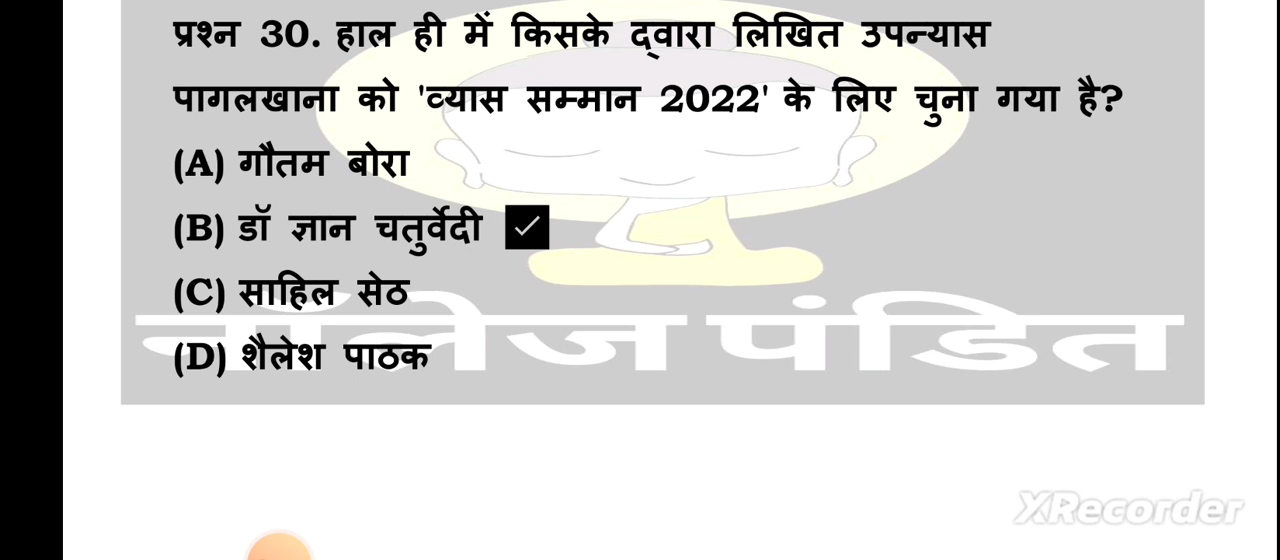 प्रश्न 30. हाल ही में किसके द्वारा लिखित उपन्यास
पागलखाना को 'व्यास सम्मान 2022' के लिए चुना गया है?
(A) गौतम बोरा
(B) डॉ ज्ञान चतुर्वेदी ✓
(C) साहिल सेठ
(D) शैलेश पाठक
नॉलेज पंडित
XRecorder